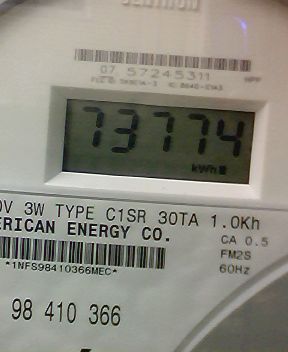 CENTRON
07 57245311
73774
kWh
0V 3W TYPE C1SR 30TA 1.0Kh
ERICAN ENERGY CO.
CA 0.5
FM2S
60Hz
*1NFS98410366MEC*
98 410 366